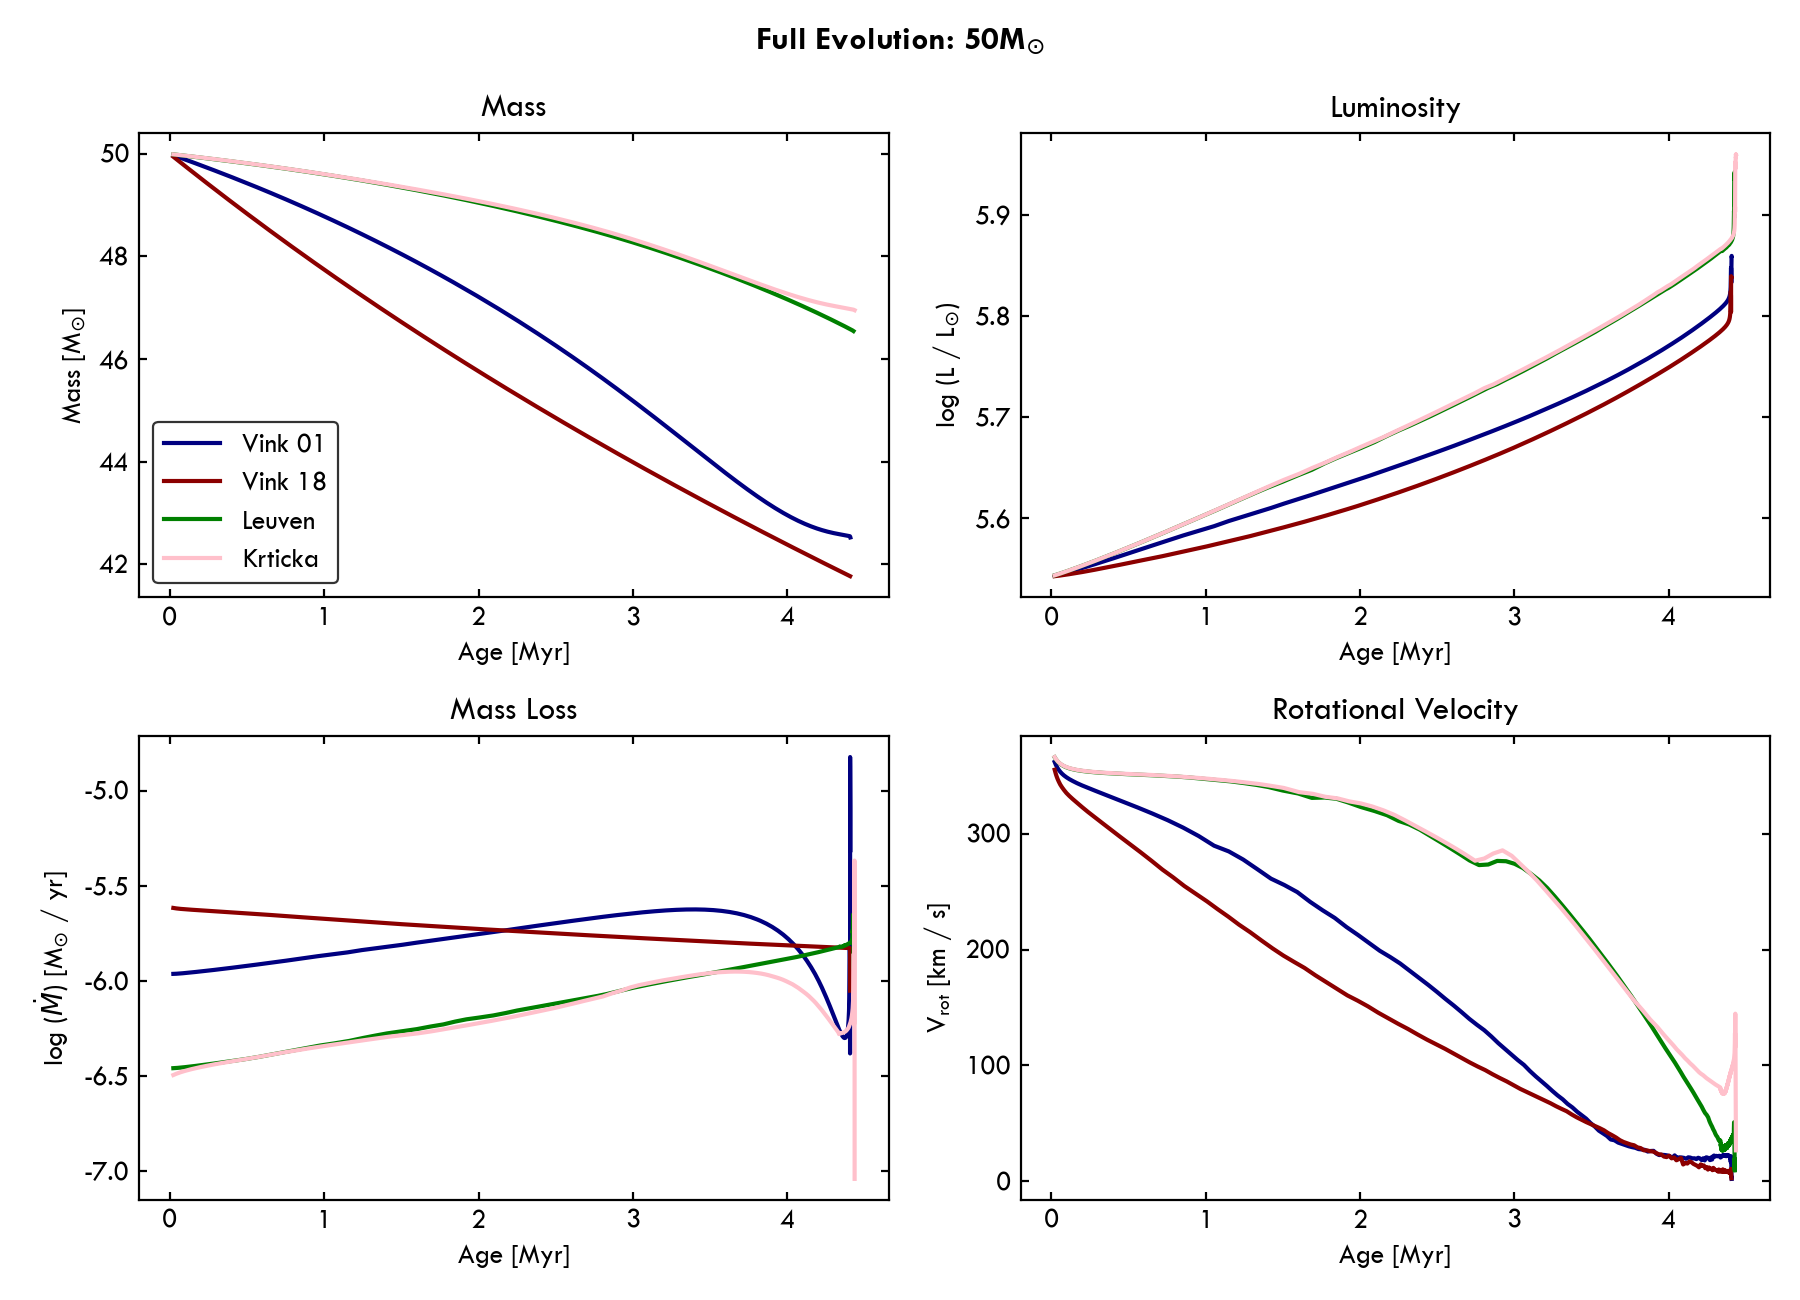 Full Evolution: 50M⊙
Mass
50
48
46
44
42
Mass [M⊙]
Vink 01
Vink 18
Leuven
Krticka
0 1 2 3 4
Age [Myr]
Luminosity
5.9
5.8
5.7
5.6
log (L / L⊙)
0 1 2 3 4
Age [Myr]
Mass Loss
-5.0
-5.5
-6.0
-6.5
-7.0
log (Ṁ) [M⊙ / yr]
0 1 2 3 4
Age [Myr]
Rotational Velocity
300
200
100
0
Vrot [km / s]
0 1 2 3 4
Age [Myr]